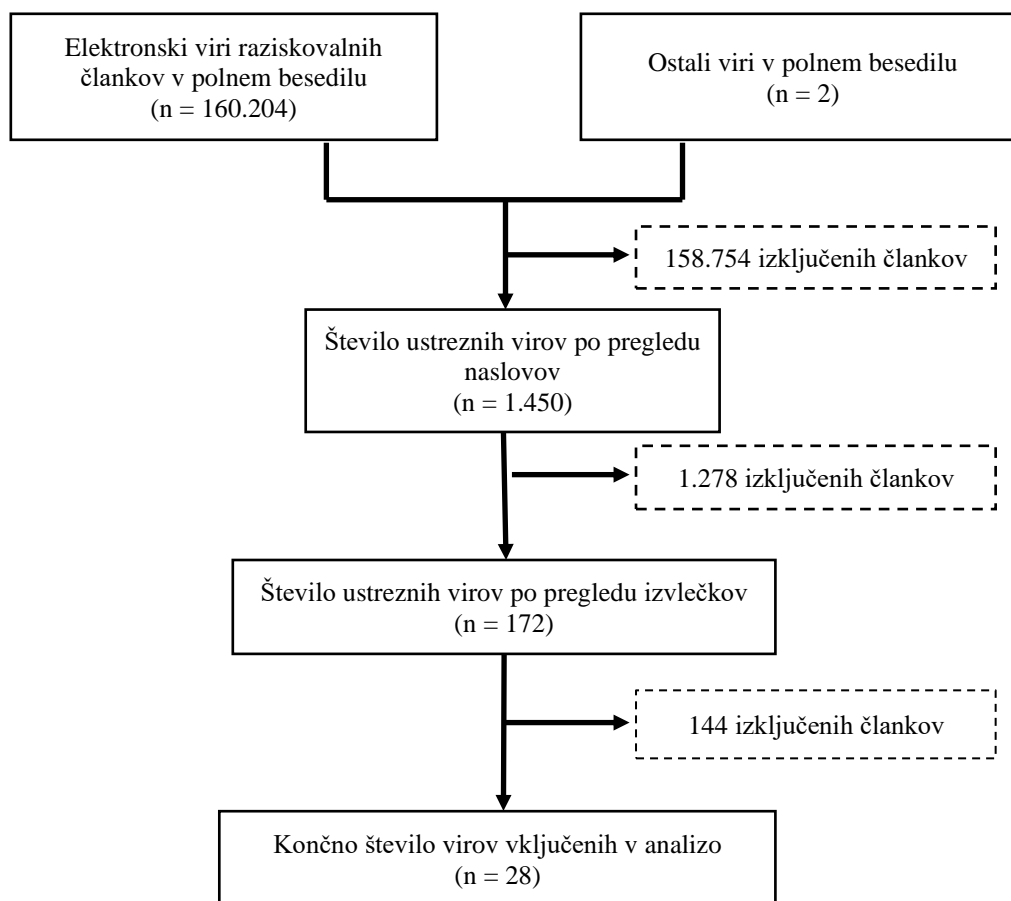 Elektronski viri raziskovalnih
člankov v polnem besedilu
(n = 160.204)
Ostali viri v polnem besedilu
(n = 2)
158.754 izključenih člankov
Število ustreznih virov po pregledu
naslovov
(n = 1.450)
1.278 izključenih člankov
Število ustreznih virov po pregledu izvlečkov
(n = 172)
144 izključenih člankov
Končno število virov vključenih v analizo
(n = 28)